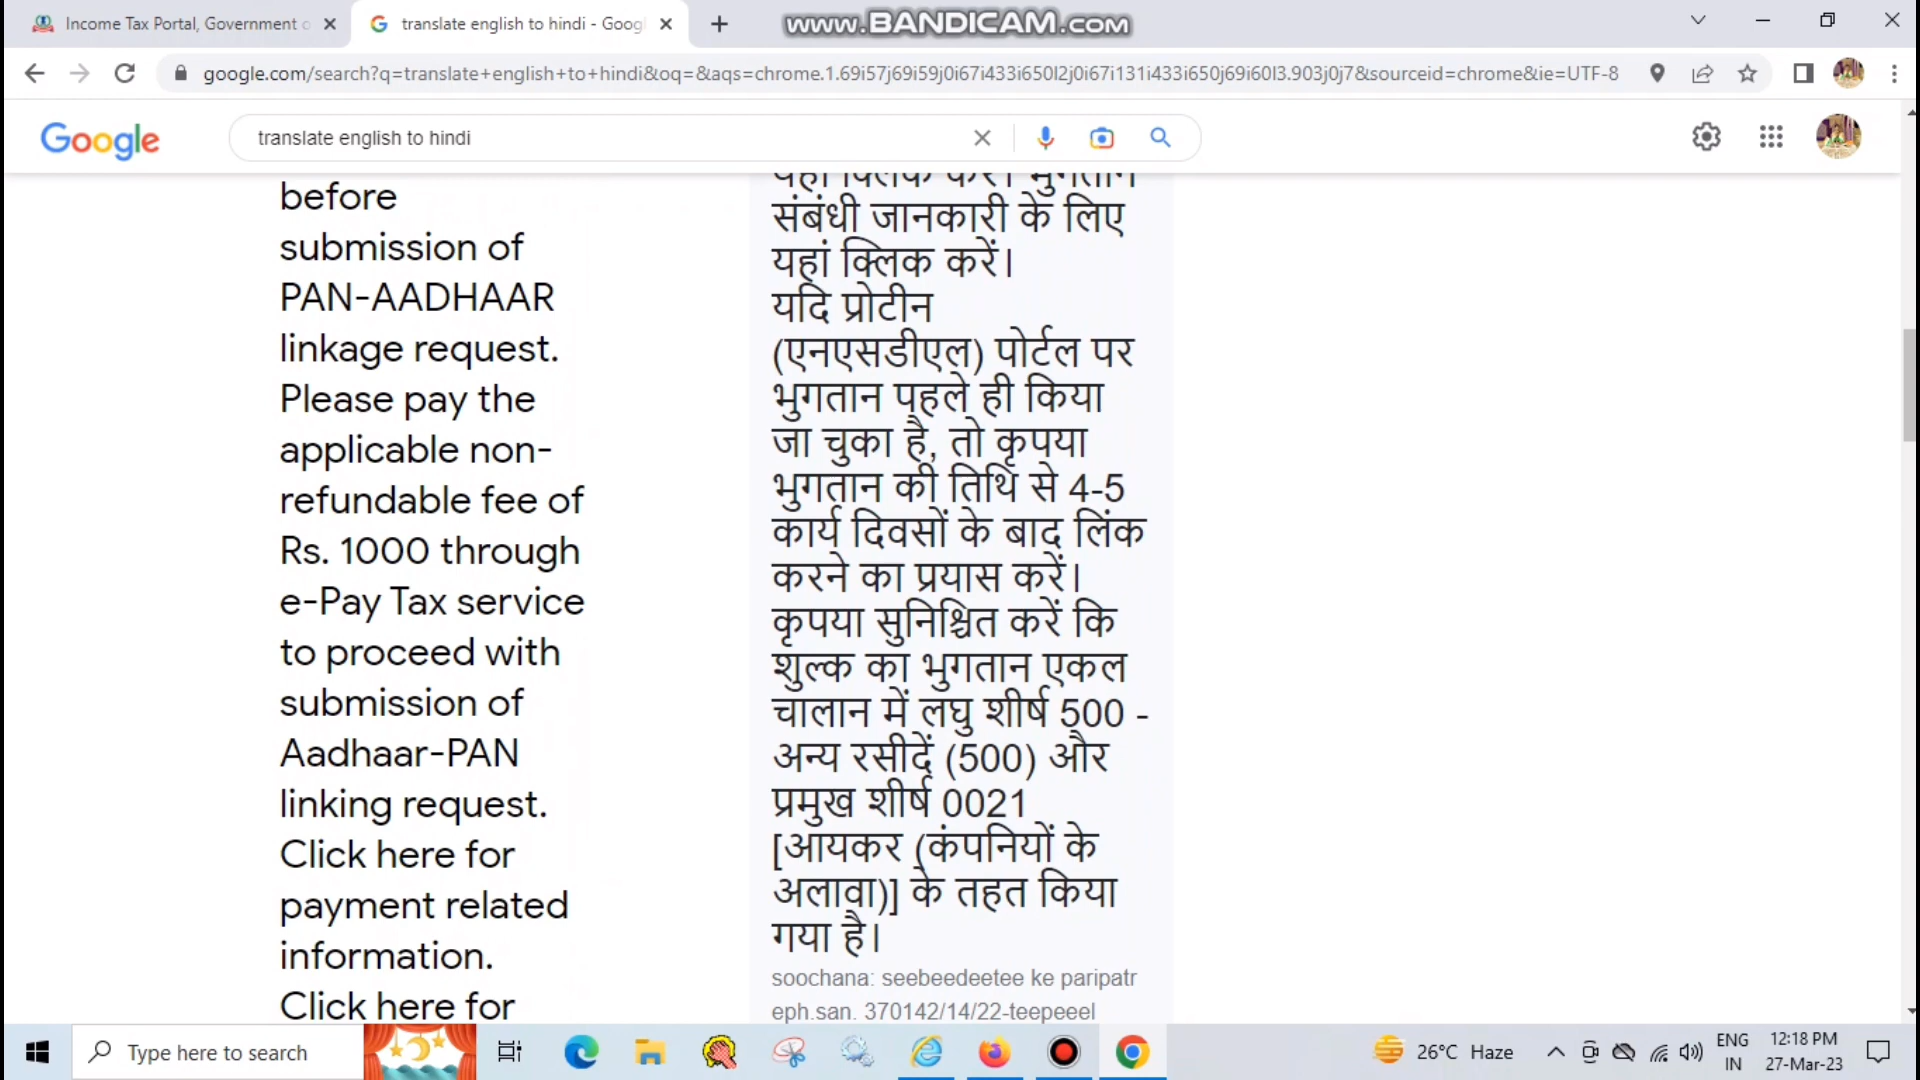 Income Tax Portal, Government o
translate english to hindi - Goog
www.BANDICAM.com
google.com/search?q=translate+english+to+hindi&oq=&aqs=chrome.1.69i57j69i59j0i67i433i650l2j0i67i131i433i650j69i60l3.903j0j7&sourceid=chrome&ie=UTF-8
Google
translate english to hindi
before
submission of
PAN-AADHAAR
linkage request.
Please pay the
applicable non-
refundable fee of
Rs. 1000 through
e-Pay Tax service
to proceed with
submission of
Aadhaar-PAN
linking request.
Click here for
payment related
information.
Click here for
यहां क्लिक करें। भुगतान
संबंधी जानकारी के लिए
यहां क्लिक करें।
यदि प्रोटीन
(एनएसडीएल) पोर्टल पर
भुगतान पहले ही किया
जा चुका है, तो कृपया
भुगतान की तिथि से 4-5
कार्य दिवसों के बाद लिंक
करने का प्रयास करें।
कृपया सुनिश्चित करें कि
शुल्क का भुगतान एकल
चालान में लघु शीर्ष 500 -
अन्य रसीदें (500) और
प्रमुख शीर्ष 0021
[आयकर (कंपनियों के
अलावा)] के तहत किया
गया है।
soochana: seebeedeetee ke paripatr
eph.san. 370142/14/22-teepeeel
Type here to search
26°C Haze
ENG
IN
12:18 PM
27-Mar-23